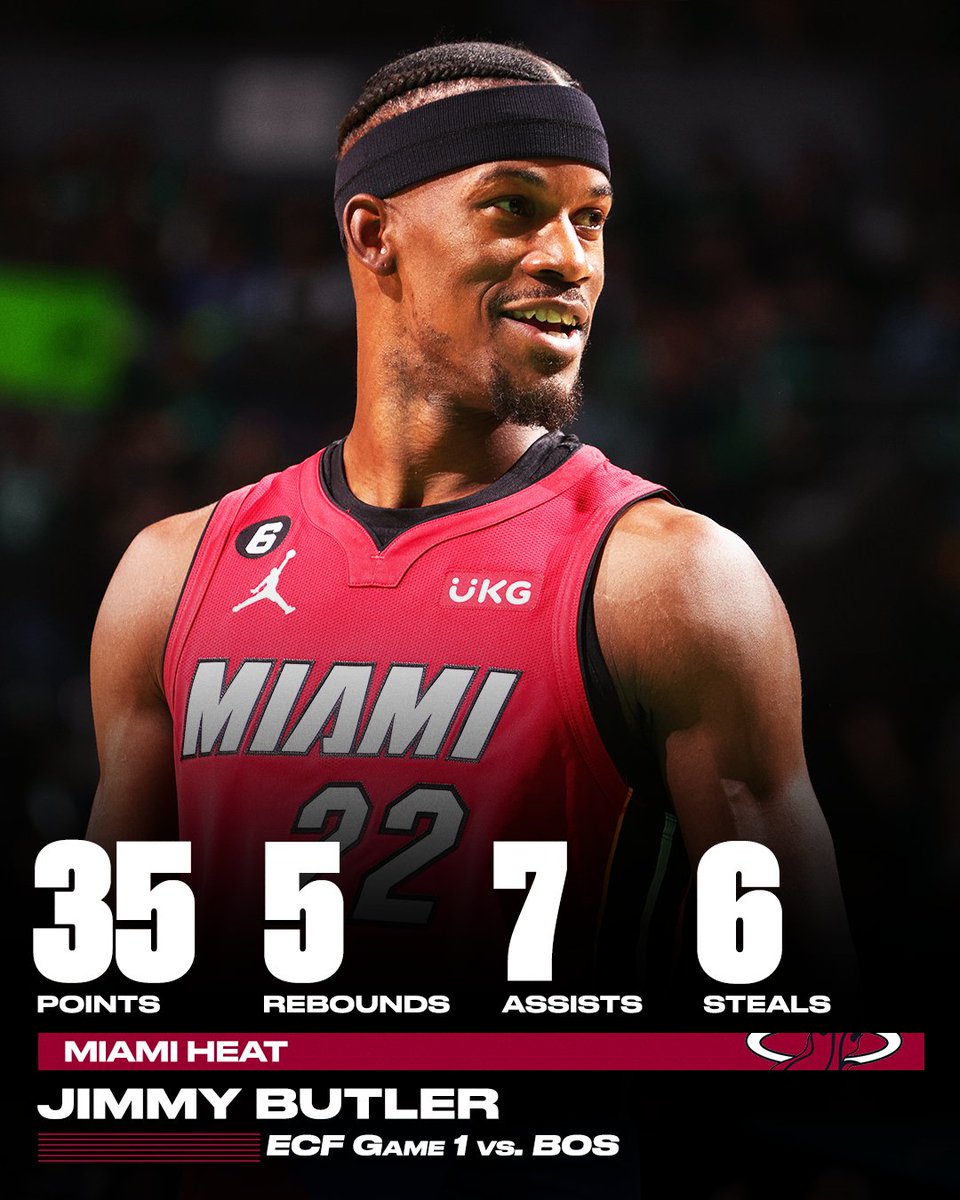 6
UKG
MIAMI
22
35 5 7 6
POINTS REBOUNDS ASSISTS STEALS
MIAMI HEAT
JIMMY BUTLER
ECF GAME 1 VS. BOS